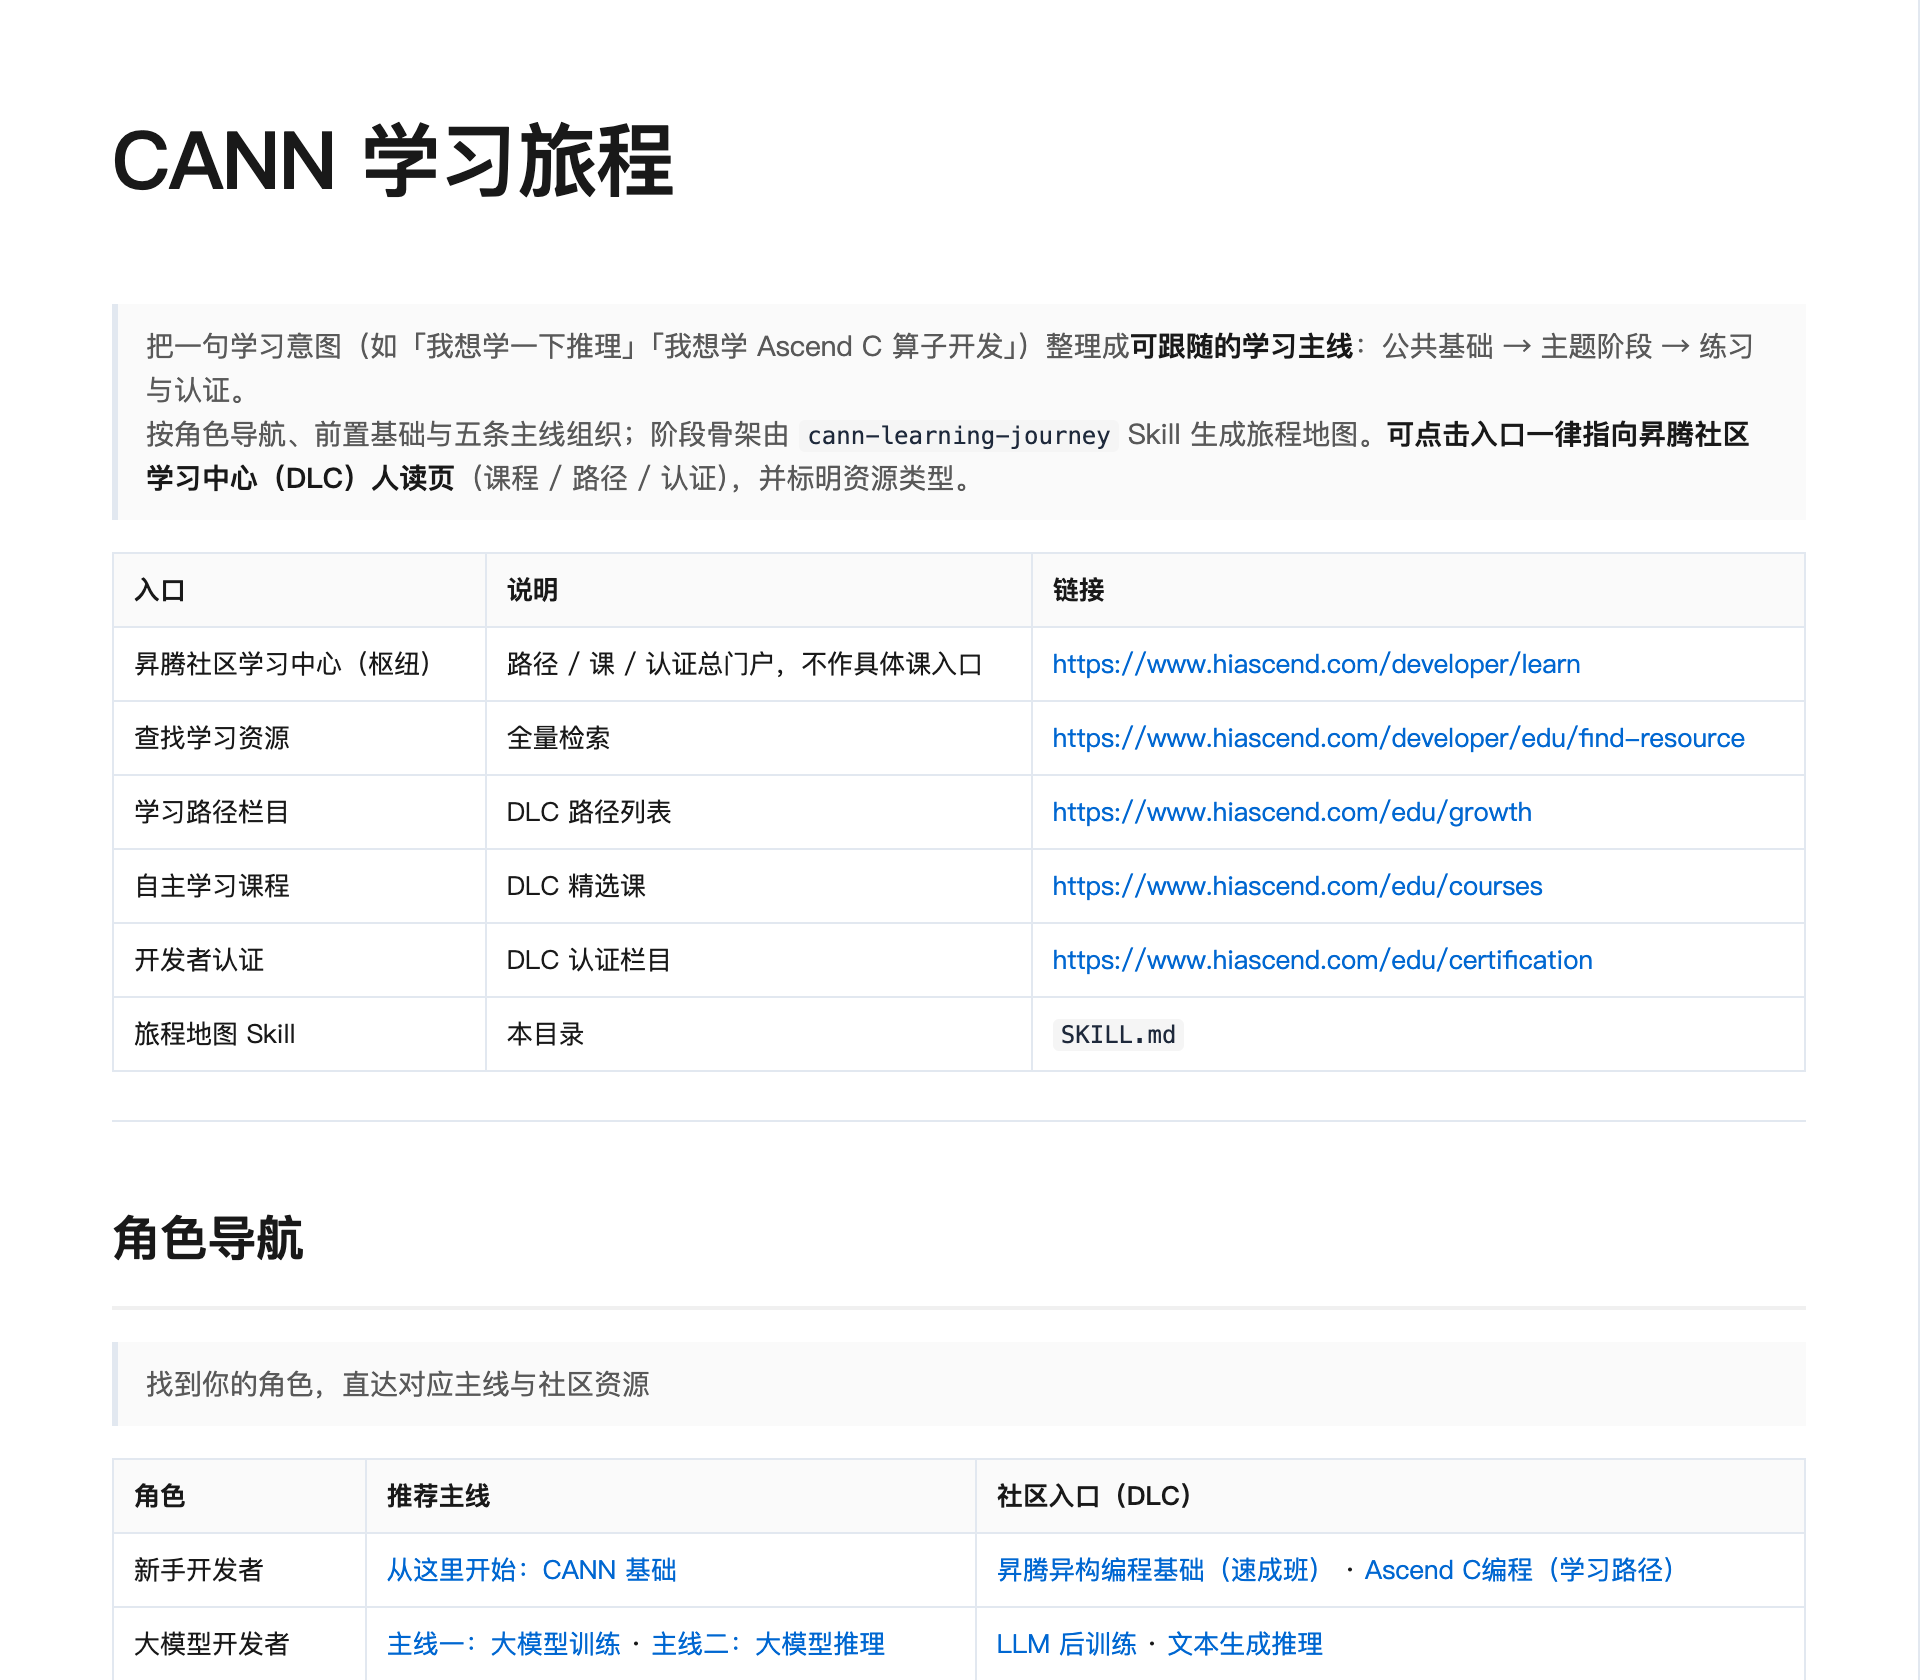 CANN 学习旅程
把一句学习意图（如「我想学一下推理」「我想学 Ascend C 算子开发」）整理成可跟随的学习主线：公共基础 → 主题阶段 → 练习
与认证。
按角色导航、前置基础与五条主线组织；阶段骨架由 cann-learning-journey Skill 生成旅程地图。可点击入口一律指向昇腾社区
学习中心（DLC）人读页（课程 / 路径 / 认证），并标明资源类型。
入口 说明 链接
昇腾社区学习中心（枢纽） 路径 / 课 / 认证总门户，不作具体课入口 https://www.hiascend.com/developer/learn
查找学习资源 全量检索 https://www.hiascend.com/developer/edu/find-resource
学习路径栏目 DLC 路径列表 https://www.hiascend.com/edu/growth
自主学习课程 DLC 精选课 https://www.hiascend.com/edu/courses
开发者认证 DLC 认证栏目 https://www.hiascend.com/edu/certification
旅程地图 Skill 本目录 SKILL.md
角色导航
找到你的角色，直达对应主线与社区资源
角色 推荐主线 社区入口（DLC）
新手开发者 从这里开始：CANN 基础 昇腾异构编程基础（速成班） · Ascend C编程（学习路径）
大模型开发者 主线一：大模型训练 · 主线二：大模型推理 LLM 后训练 · 文本生成推理